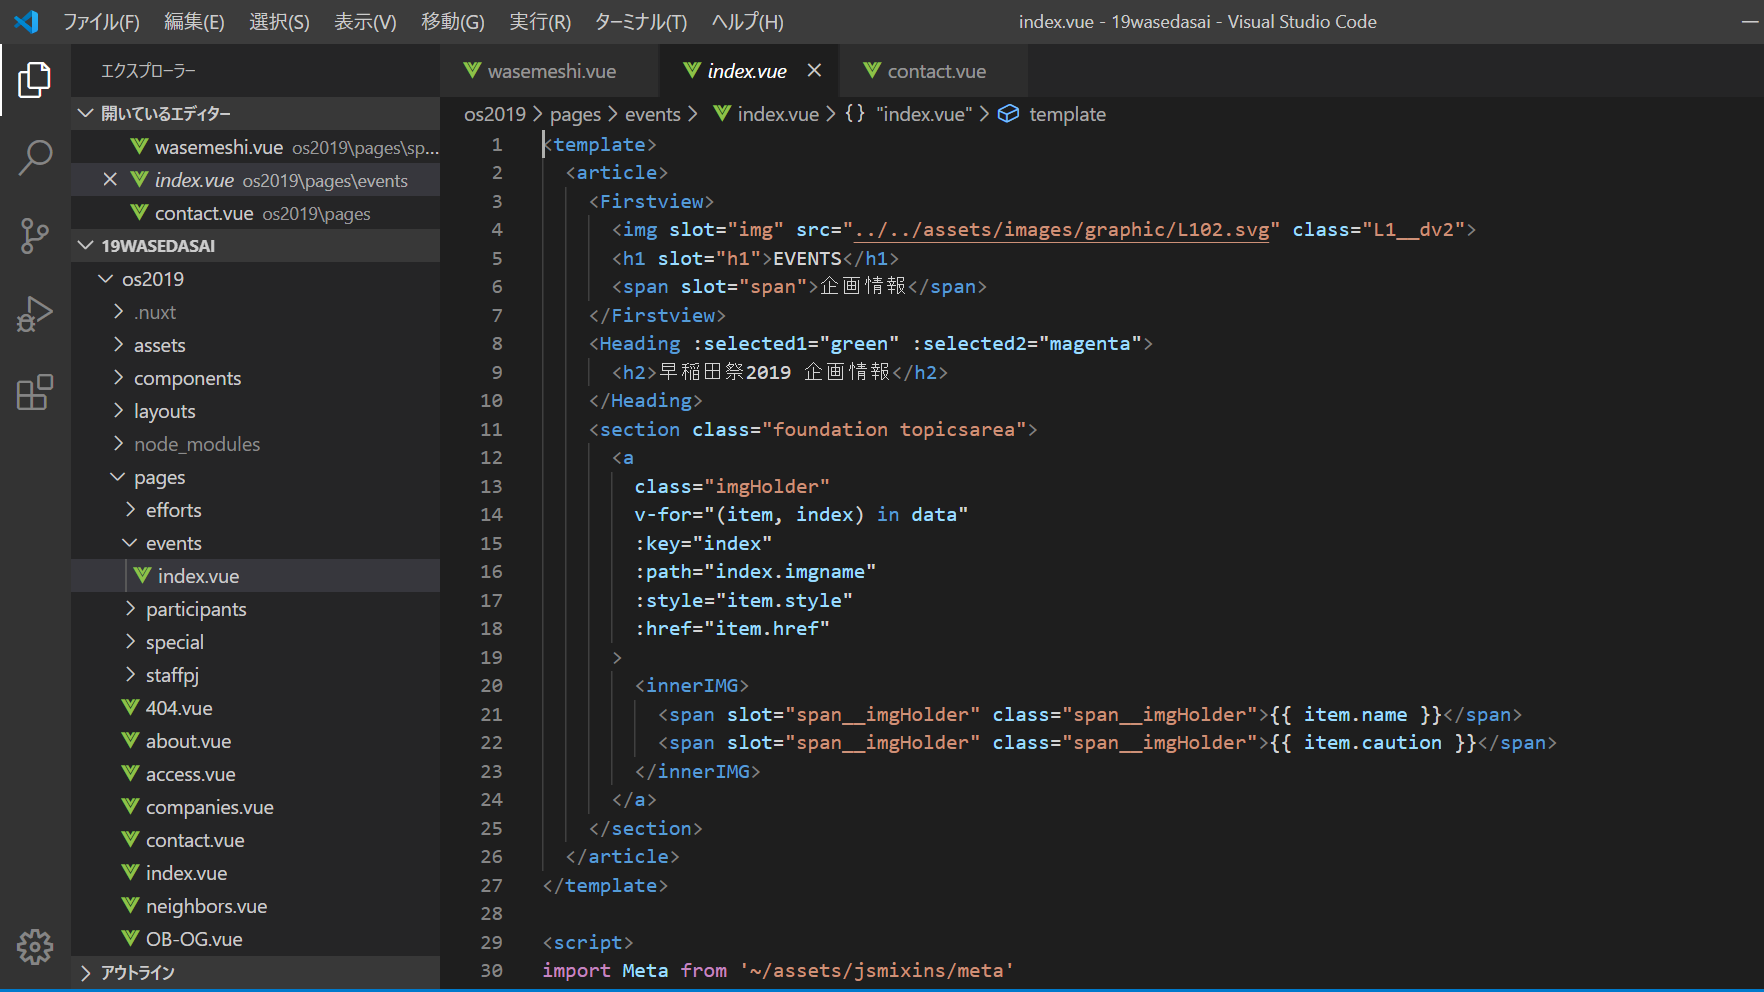 ファイル(F) 編集(E) 選択(S) 表示(V) 移動(G) 実行(R) ターミナル(T) ヘルプ(H) index.vue - 19wasedasai - Visual Studio Code
エクスプローラー
開いているエディター
wasemeshi.vue os2019\pages\sp...
index.vue os2019\pages\events
contact.vue os2019\pages
19WASEDASAI
os2019
.nuxt
assets
components
layouts
node_modules
pages
efforts
events
index.vue
participants
special
staffpj
404.vue
about.vue
access.vue
companies.vue
contact.vue
index.vue
neighbors.vue
OB-OG.vue
アウトライン
wasemeshi.vue index.vue contact.vue
os2019 > pages > events > index.vue > {} "index.vue" > template
1 <template>
2 <article>
3 <Firstview>
4 <img slot="img" src="../../assets/images/graphic/L102.svg" class="L1__dv2">
5 <h1 slot="h1">EVENTS</h1>
6 <span slot="span">企画情報</span>
7 </Firstview>
8 <Heading :selected1="green" :selected2="magenta">
9 <h2>早稲田祭2019 企画情報</h2>
10 </Heading>
11 <section class="foundation topicsarea">
12 <a
13 class="imgHolder"
14 v-for="(item, index) in data"
15 :key="index"
16 :path="index.imgname"
17 :style="item.style"
18 :href="item.href"
19 >
20 <innerIMG>
21 <span slot="span__imgHolder" class="span__imgHolder">{{ item.name }}</span>
22 <span slot="span__imgHolder" class="span__imgHolder">{{ item.caution }}</span>
23 </innerIMG>
24 </a>
25 </section>
26 </article>
27 </template>
28
29 <script>
30 import Meta from '~/assets/jsmixins/meta'